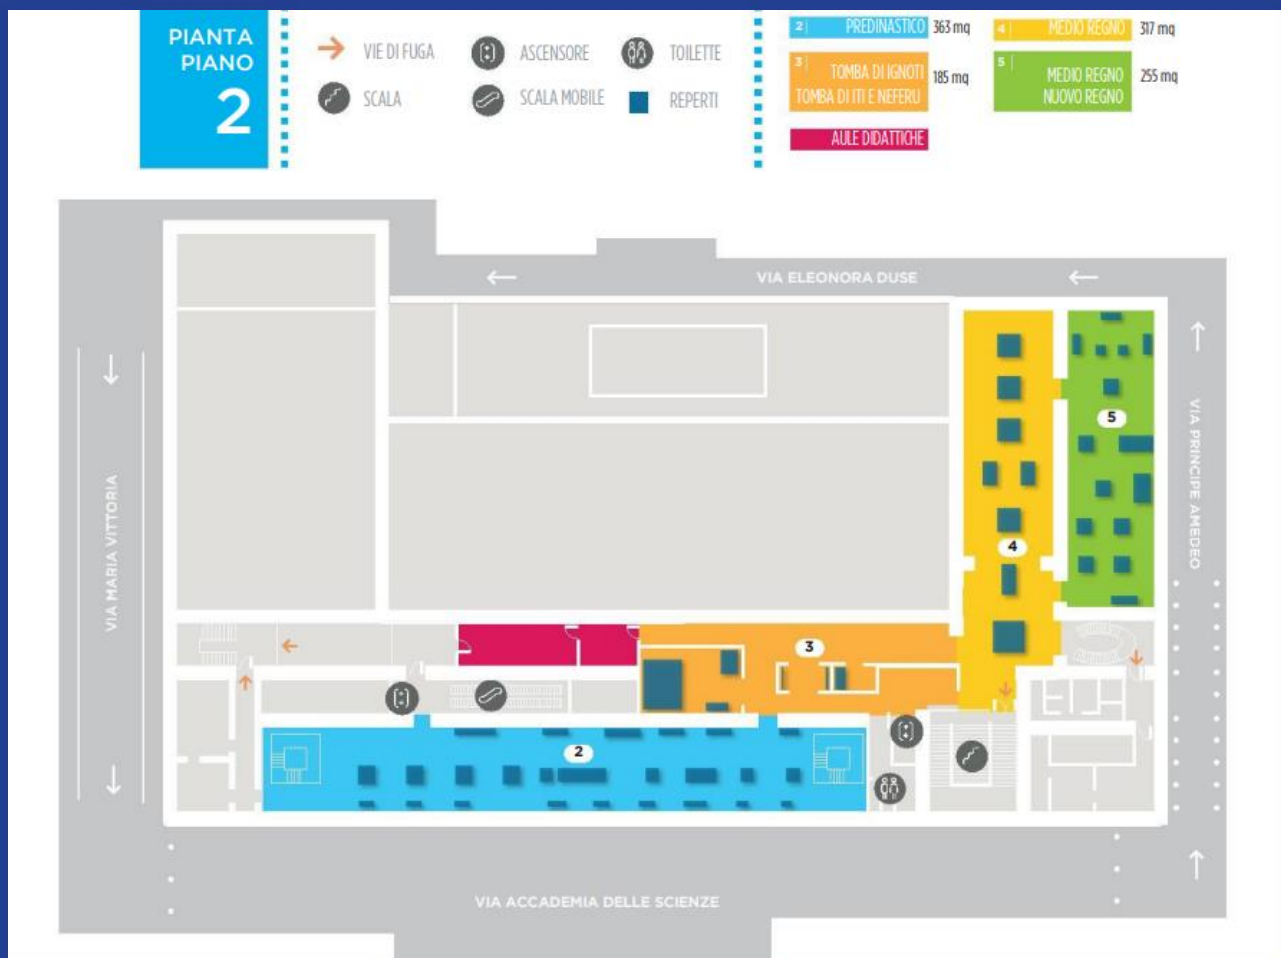 PIANTA
PIANO
2
VIE DI FUGA
ASCENSORE
TOILETTE
SCALA
SCALA MOBILE
REPERTI
2 PREDINASTICO 363 mq
4 MEDIO REGNO 317 mq
3 TOMBA DI IGNOTI
TOMBA DI ITI E NEFERU 185 mq
5 MEDIO REGNO
NUOVO REGNO 255 mq
AULE DIDATTICHE
VIA ELEONORA DUSE
VIA MARIA VITTORIA
VIA PRINCIPE AMEDEO
5
4
3
2
VIA ACCADEMIA DELLE SCIENZE